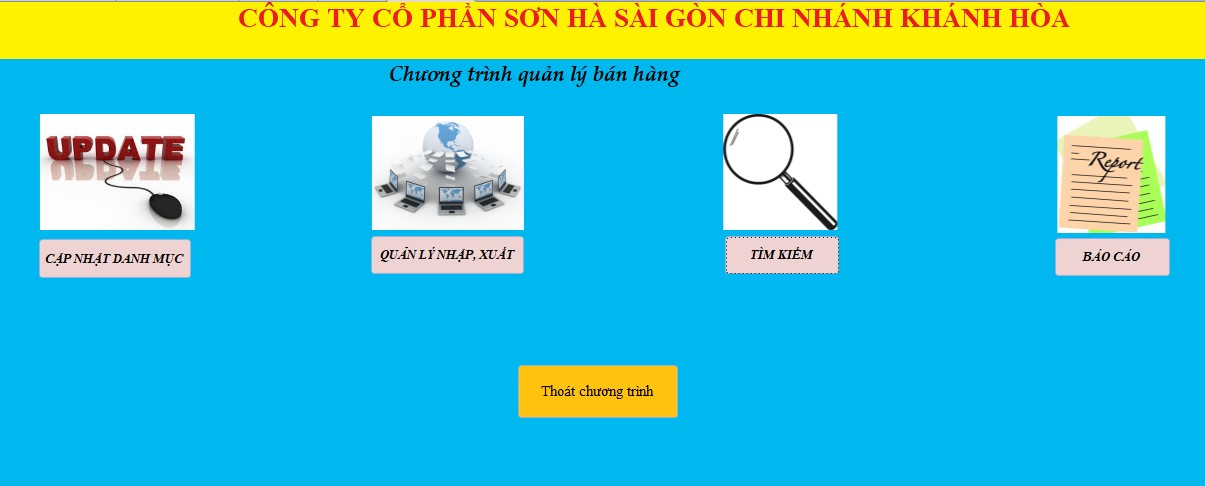 CÔNG TY CỔ PHẦN SƠN HÀ SÀI GÒN CHI NHÁNH KHÁNH HÒA
Chương trình quản lý bán hàng
UPDATE
Report
CẬP NHẬT DANH MỤC
QUẢN LÝ NHẬP, XUẤT
TÌM KIẾM
BÁO CÁO
Thoát chương trình